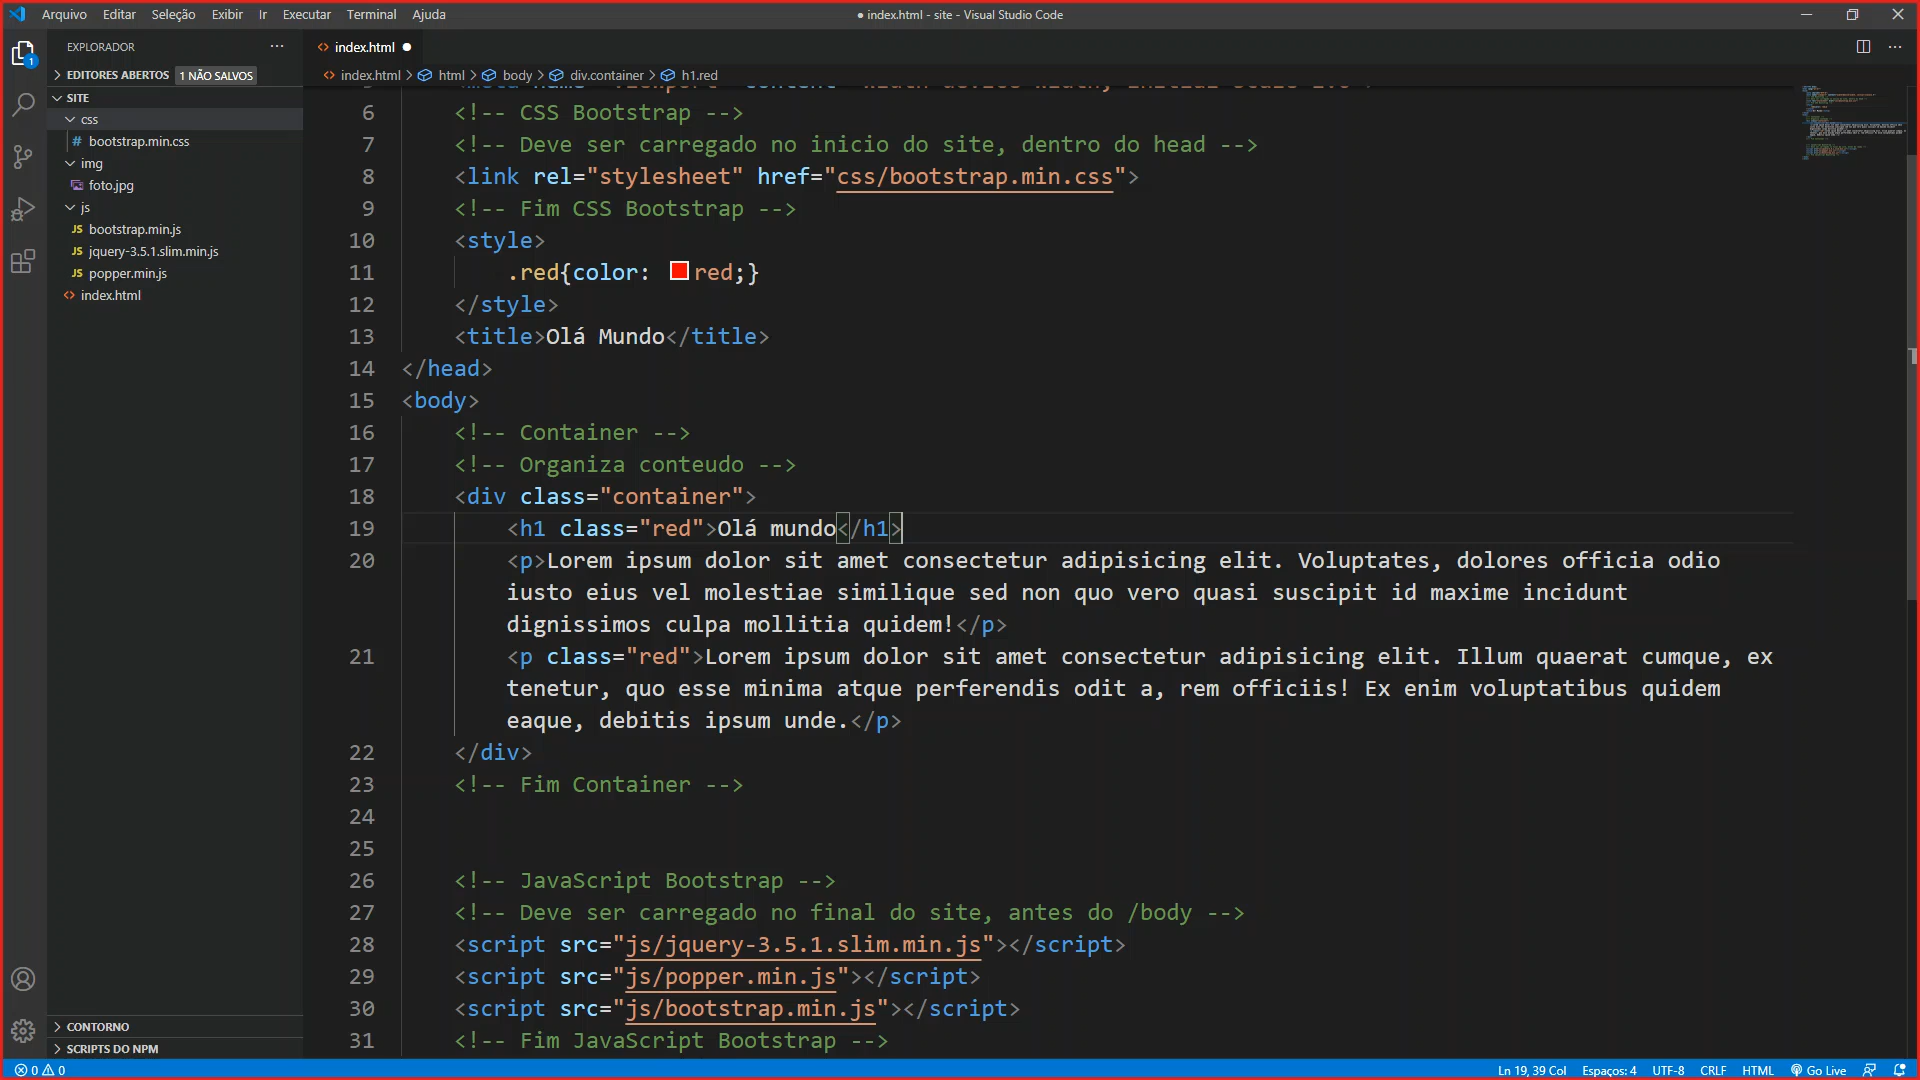 Arquivo Editar Seleção Exibir Ir Executar Terminal Ajuda
● index.html - site - Visual Studio Code
EXPLORADOR
1
EDITORES ABERTOS 1 NÃO SALVOS
SITE
css
# bootstrap.min.css
img
foto.jpg
js
JS bootstrap.min.js
JS jquery-3.5.1.slim.min.js
JS popper.min.js
<> index.html
CONTORNO
SCRIPTS DO NPM
<> index.html ●
<> index.html > html > body > div.container > h1.red
6 <!-- CSS Bootstrap -->
7 <!-- Deve ser carregado no inicio do site, dentro do head -->
8 <link rel="stylesheet" href="css/bootstrap.min.css">
9 <!-- Fim CSS Bootstrap -->
10 <style>
11 .red{color: red;}
12 </style>
13 <title>Olá Mundo</title>
14 </head>
15 <body>
16 <!-- Container -->
17 <!-- Organiza conteudo -->
18 <div class="container">
19 <h1 class="red">Olá mundo</h1>
20 <p>Lorem ipsum dolor sit amet consectetur adipisicing elit. Voluptates, dolores officia odio
iusto eius vel molestiae similique sed non quo vero quasi suscipit id maxime incidunt
dignissimos culpa mollitia quidem!</p>
21 <p class="red">Lorem ipsum dolor sit amet consectetur adipisicing elit. Illum quaerat cumque, ex
tenetur, quo esse minima atque perferendis odit a, rem officiis! Ex enim voluptatibus quidem
eaque, debitis ipsum unde.</p>
22 </div>
23 <!-- Fim Container -->
24
25
26 <!-- JavaScript Bootstrap -->
27 <!-- Deve ser carregado no final do site, antes do /body -->
28 <script src="js/jquery-3.5.1.slim.min.js"></script>
29 <script src="js/popper.min.js"></script>
30 <script src="js/bootstrap.min.js"></script>
31 <!-- Fim JavaScript Bootstrap -->
0 0
Ln 19, 39 Col Espaços: 4 UTF-8 CRLF HTML Go Live